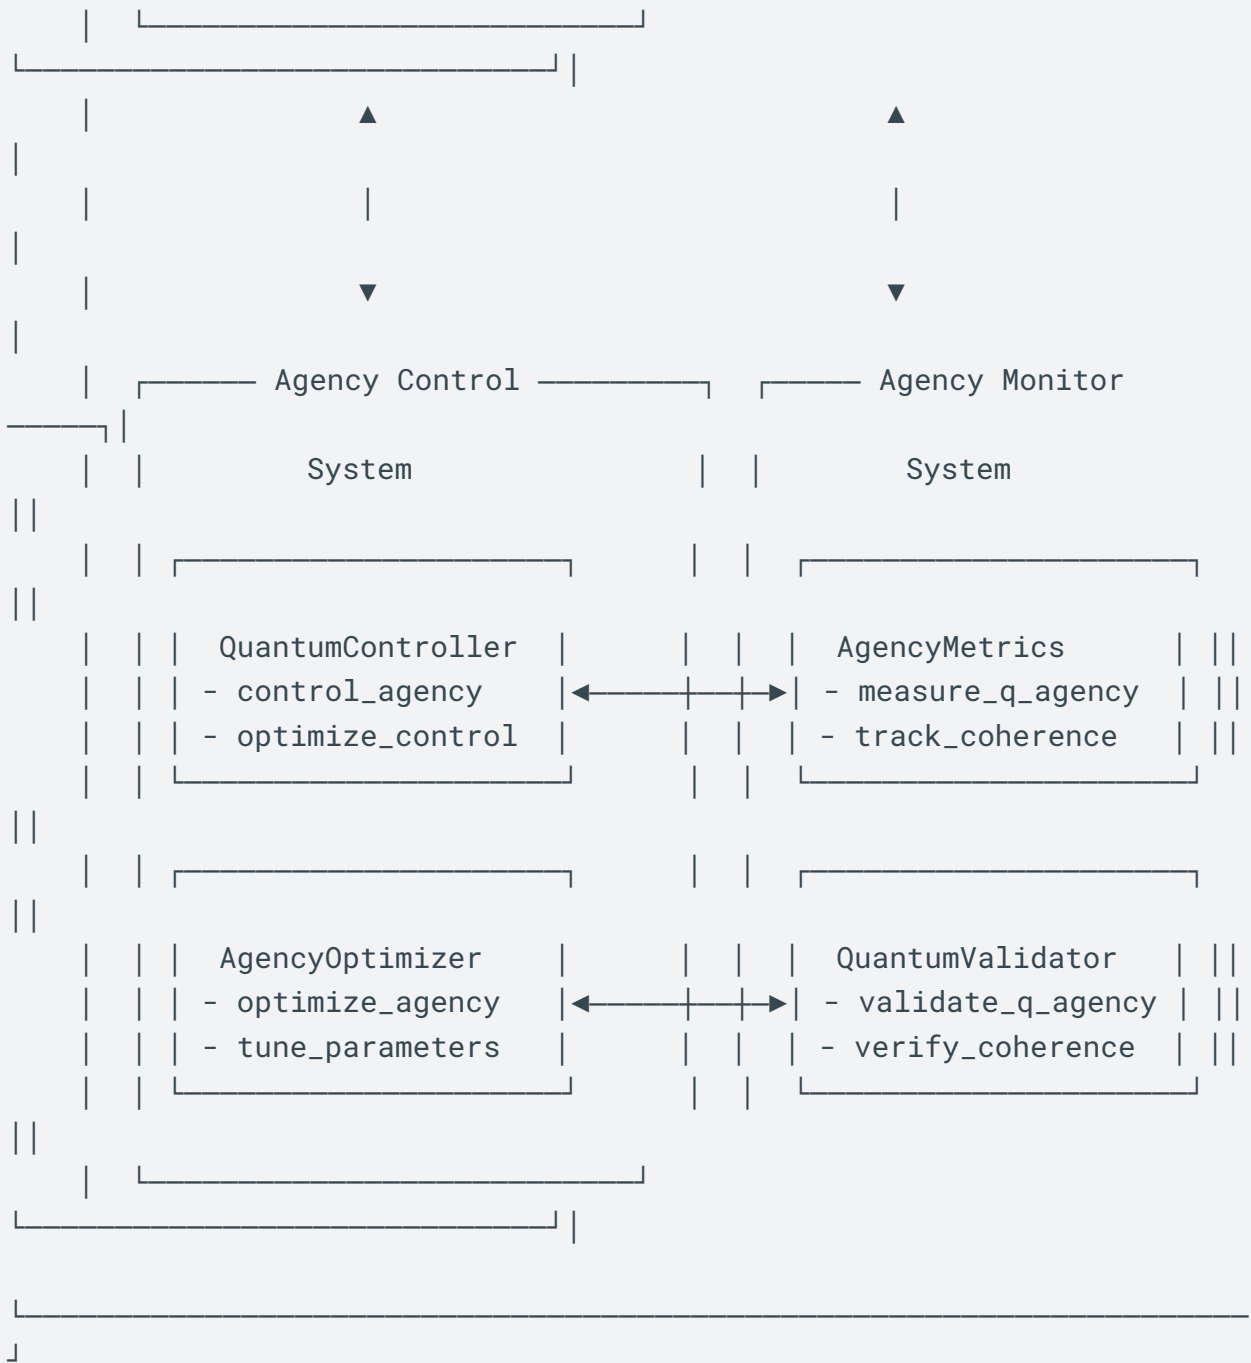 Agency Control Agency Monitor
System System
QuantumController AgencyMetrics
- control_agency - measure_q_agency
- optimize_control - track_coherence
AgencyOptimizer QuantumValidator
- optimize_agency - validate_q_agency
- tune_parameters - verify_coherence